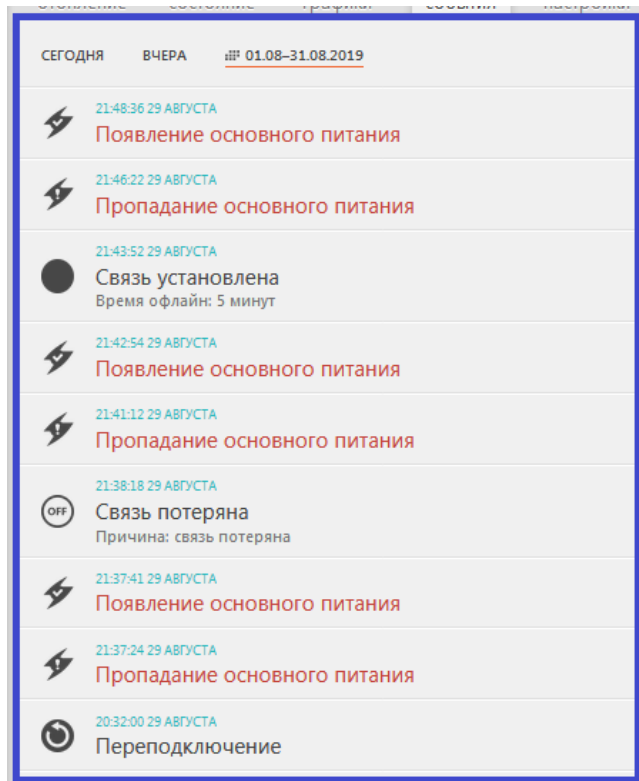 СЕГОДНЯ ВЧЕРА 01.08–31.08.2019
21:48:36 29 АВГУСТА
Появление основного питания
21:46:22 29 АВГУСТА
Пропадание основного питания
21:43:52 29 АВГУСТА
Связь установлена
Время офлайн: 5 минут
21:42:54 29 АВГУСТА
Появление основного питания
21:41:12 29 АВГУСТА
Пропадание основного питания
21:38:18 29 АВГУСТА
OFF Связь потеряна
Причина: связь потеряна
21:37:41 29 АВГУСТА
Появление основного питания
21:37:24 29 АВГУСТА
Пропадание основного питания
20:32:00 29 АВГУСТА
Переподключение